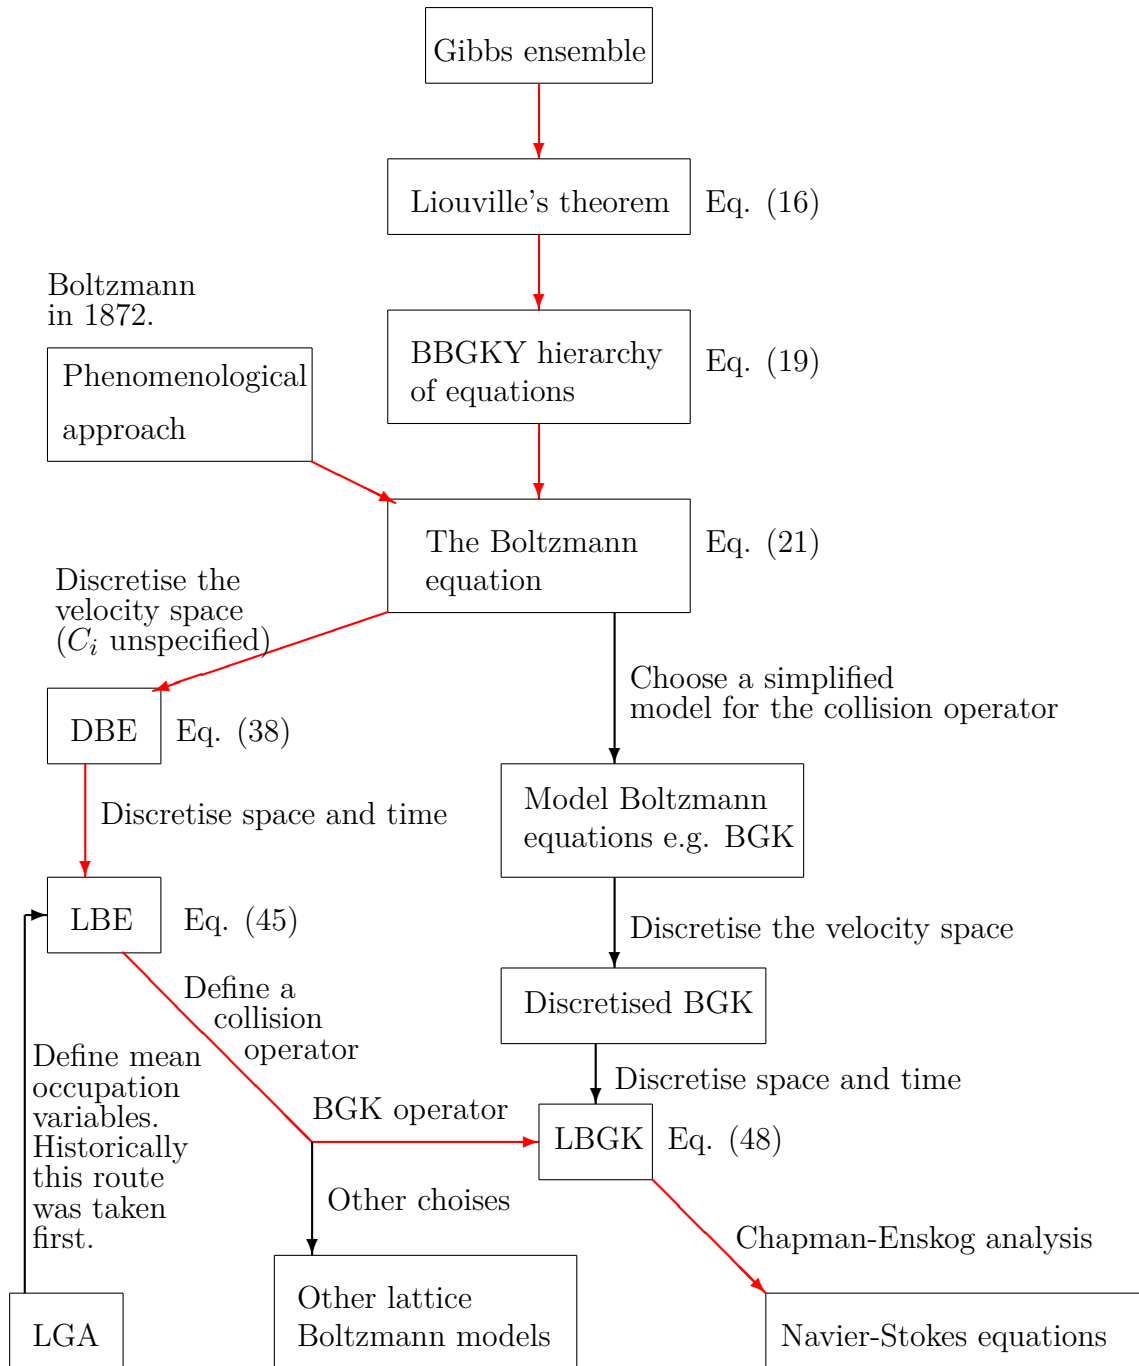 Gibbs ensemble
Liouville's theorem
Eq. (16)
Boltzmann
in 1872.
Phenomenological
approach
BBGKY hierarchy
of equations
Eq. (19)
The Boltzmann
equation
Eq. (21)
Discretise the
velocity space
(C_i unspecified)
Choose a simplified
model for the collision operator
DBE
Eq. (38)
Discretise space and time
Model Boltzmann
equations e.g. BGK
LBE
Eq. (45)
Discretise the velocity space
Define a
collision
operator
Discretised BGK
Define mean
occupation
variables.
Historically
this route
was taken
first.
Discretise space and time
BGK operator
LBGK
Eq. (48)
Other choises
Chapman-Enskog analysis
LGA
Other lattice
Boltzmann models
Navier-Stokes equations